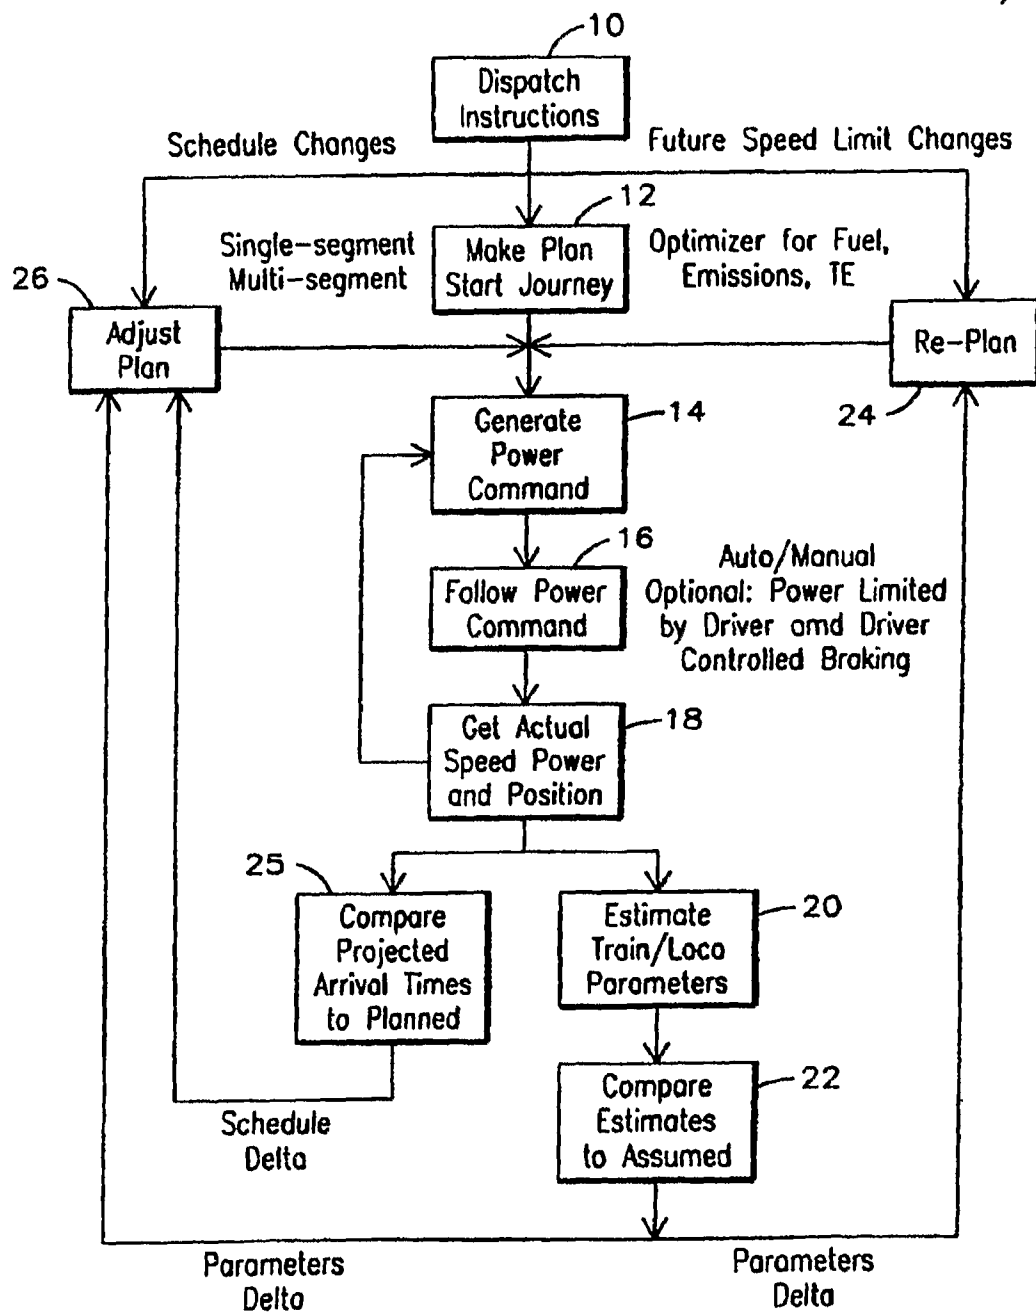 10
Dispatch
Instructions
Schedule Changes
Future Speed Limit Changes
12
Single-segment
Multi-segment
Make Plan
Start Journey
Optimizer for Fuel,
Emissions, TE
26
Adjust
Plan
Re-Plan
24
Generate
Power
Command
14
16
Follow Power
Command
Auto/Manual
Optional: Power Limited
by Driver amd Driver
Controlled Braking
Get Actual
Speed Power
and Position
18
25
Compare
Projected
Arrival Times
to Planned
Estimate
Train/Loco
Parameters
20
Compare
Estimates
to Assumed
22
Schedule
Delta
Parameters
Delta
Parameters
Delta